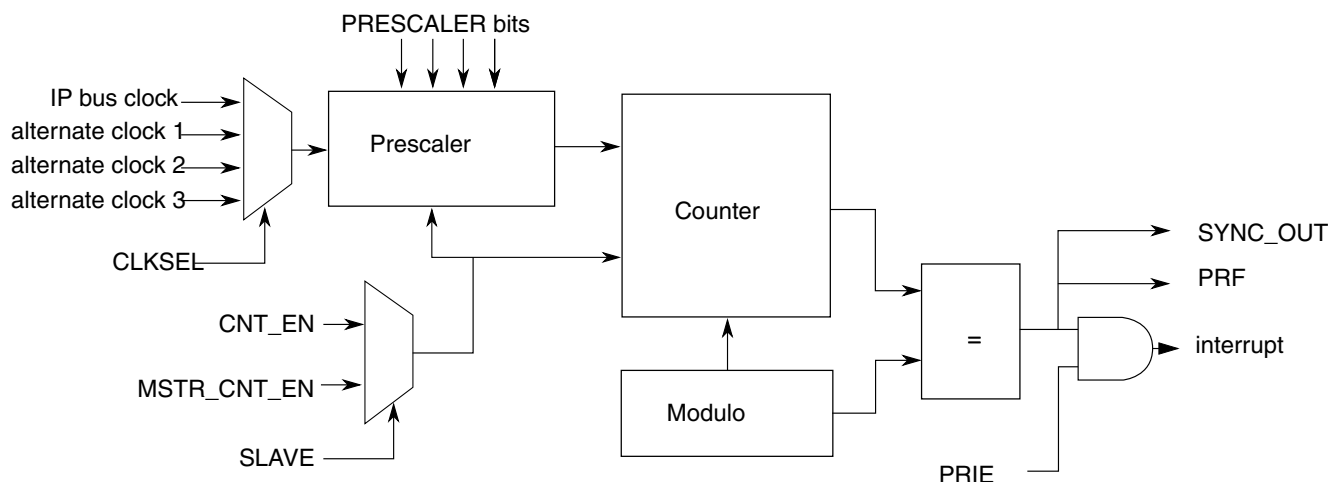 PRESCALER bits
IP bus clock
alternate clock 1
alternate clock 2
alternate clock 3
CLKSEL
Prescaler
Counter
CNT_EN
MSTR_CNT_EN
SLAVE
Modulo
=
SYNC_OUT
PRF
interrupt
PRIE